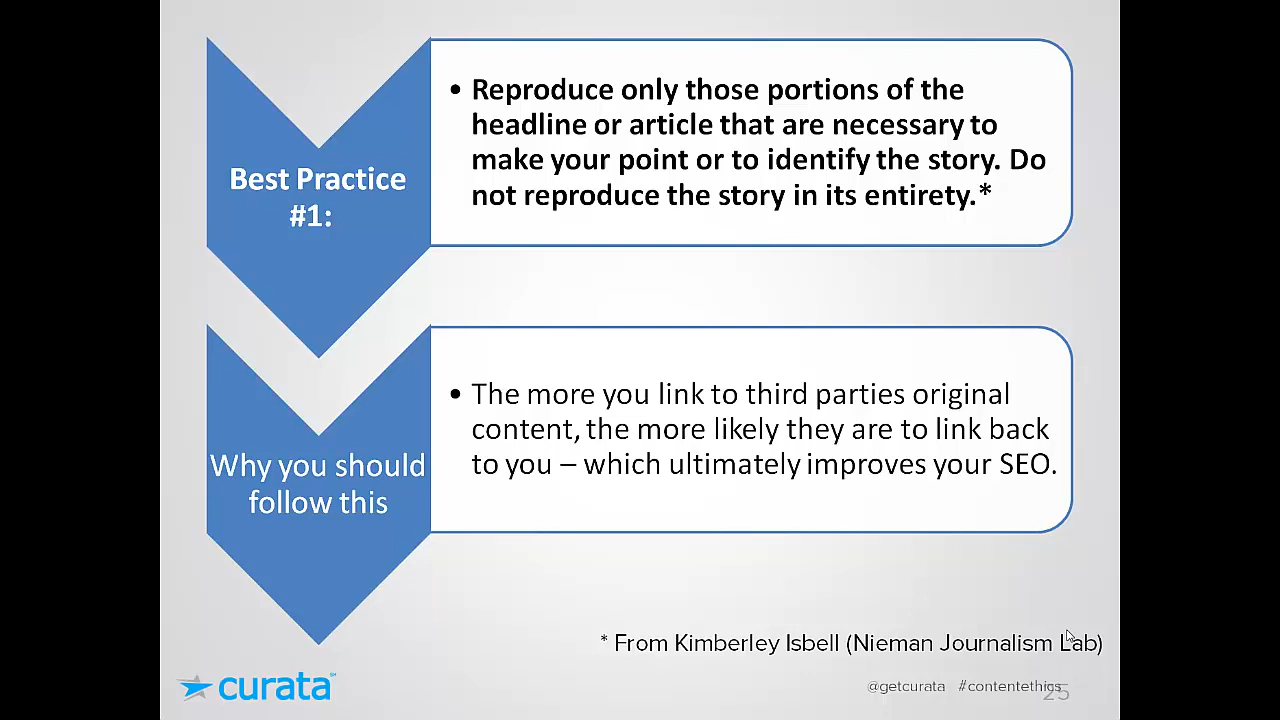 Best Practice
#1:
• Reproduce only those portions of the
headline or article that are necessary to
make your point or to identify the story. Do
not reproduce the story in its entirety.*
Why you should
follow this
• The more you link to third parties original
content, the more likely they are to link back
to you – which ultimately improves your SEO.
* From Kimberley Isbell (Nieman Journalism Lab)
curata℠
@getcurata #contentethics
25